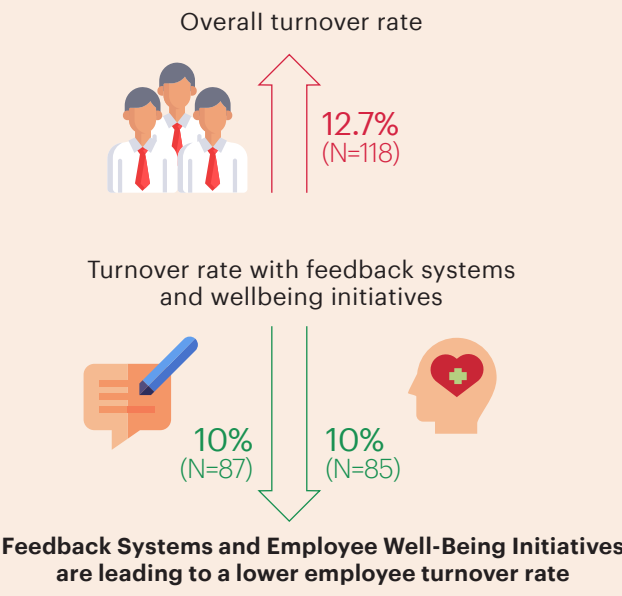 Overall turnover rate
12.7%
(N=118)
Turnover rate with feedback systems
and wellbeing initiatives
10%
(N=87)
10%
(N=85)
Feedback Systems and Employee Well-Being Initiatives
are leading to a lower employee turnover rate